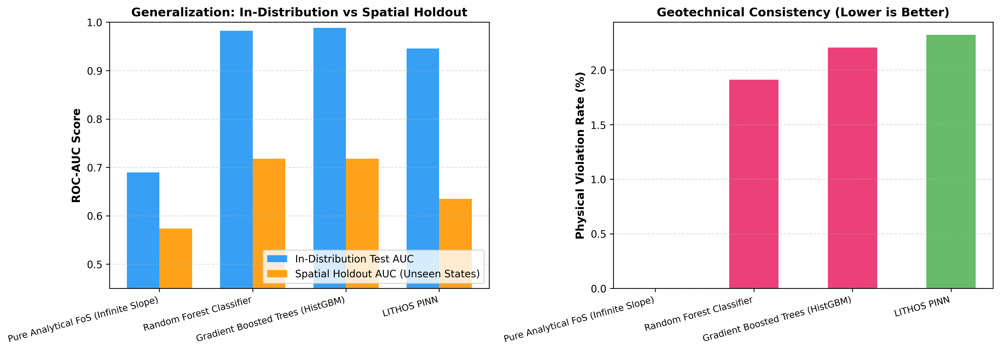 Generalization: In-Distribution vs Spatial Holdout
ROC-AUC Score
1.0
0.9
0.8
0.7
0.6
0.5
In-Distribution Test AUC
Spatial Holdout AUC (Unseen States)
Pure Analytical FoS (Infinite Slope)
Random Forest Classifier
Gradient Boosted Trees (HistGBM)
LITHOS PINN
Geotechnical Consistency (Lower is Better)
Physical Violation Rate (%)
2.0
1.5
1.0
0.5
0.0
Pure Analytical FoS (Infinite Slope)
Random Forest Classifier
Gradient Boosted Trees (HistGBM)
LITHOS PINN